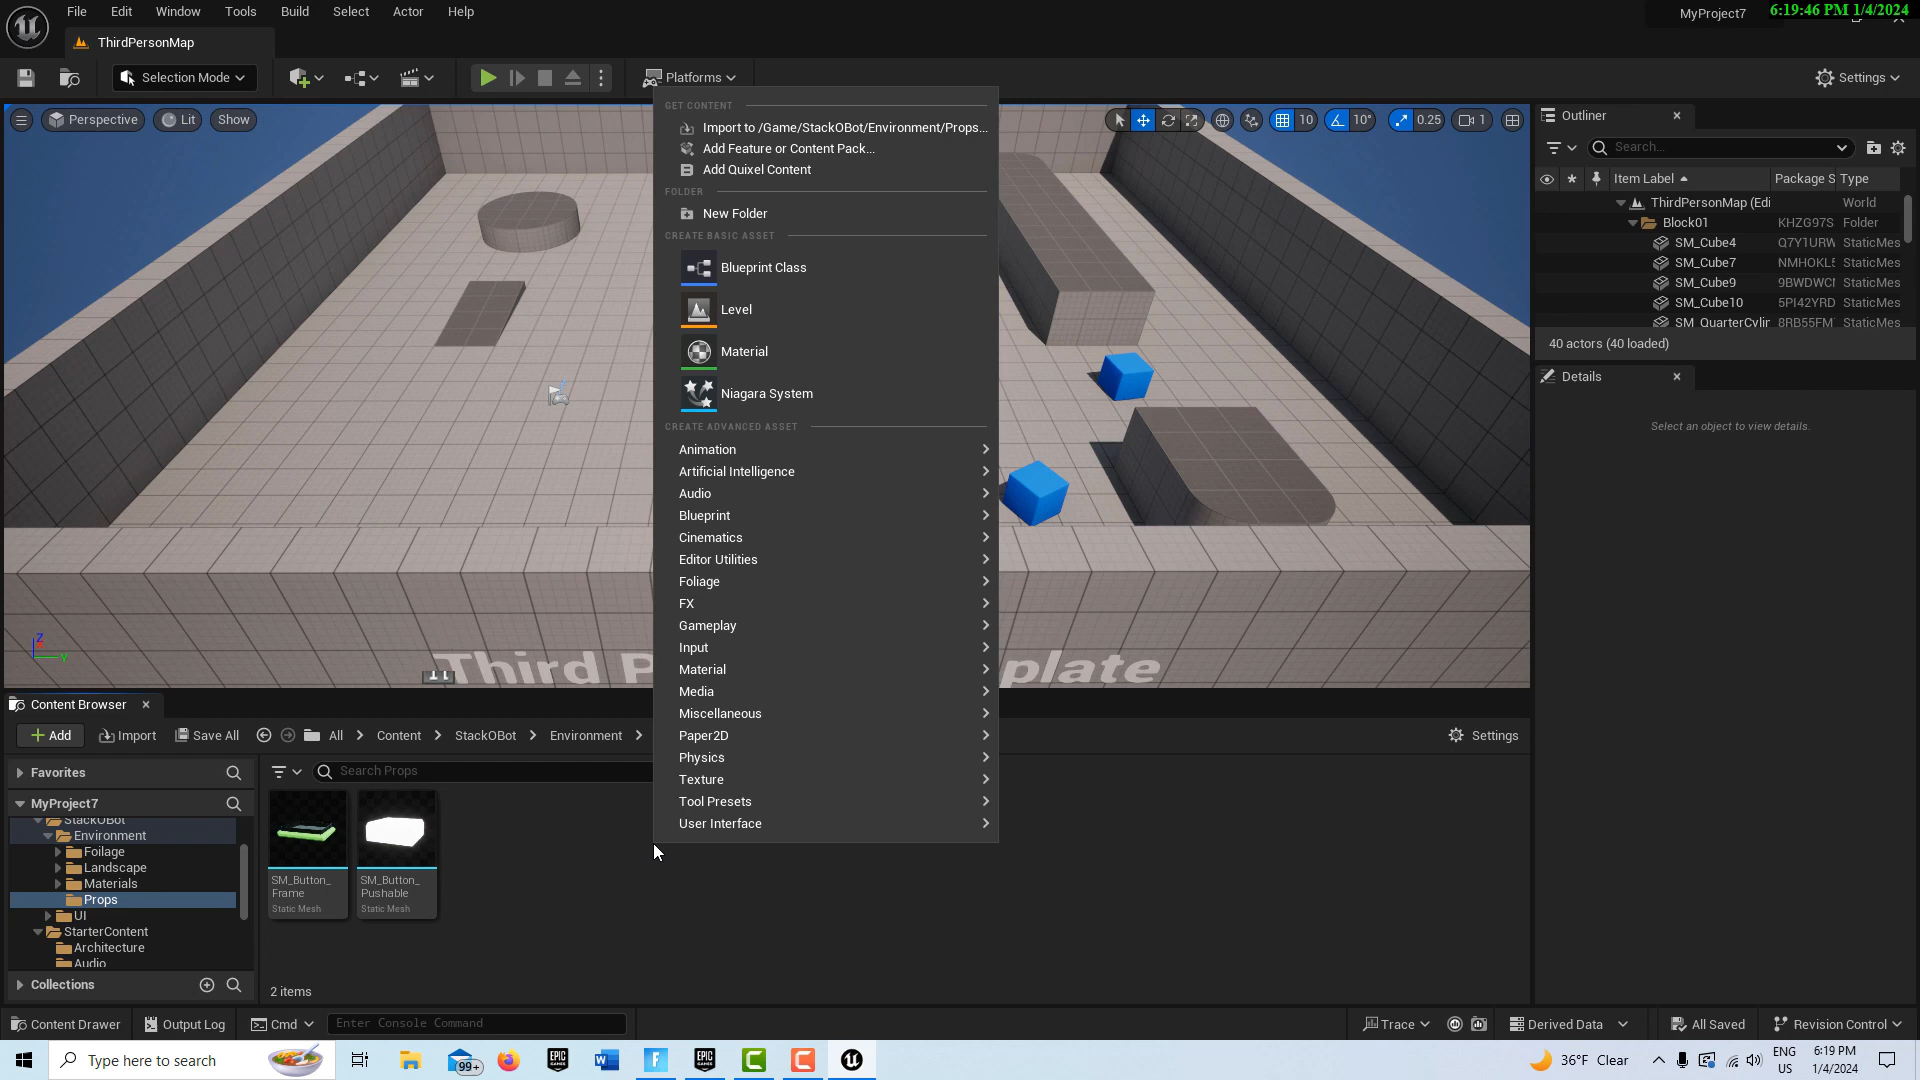 File Edit Window Tools Build Select Actor Help
MyProject7
6:19:46 PM 1/4/2024
ThirdPersonMap
Selection Mode
Platforms
Settings
Perspective
Lit
Show
10
10°
0.25
1
GET CONTENT
Import to /Game/StackOBot/Environment/Props...
Add Feature or Content Pack...
Add Quixel Content
FOLDER
New Folder
CREATE BASIC ASSET
Blueprint Class
Level
Material
Niagara System
CREATE ADVANCED ASSET
Animation
Artificial Intelligence
Audio
Blueprint
Cinematics
Editor Utilities
Foliage
FX
Gameplay
Input
Material
Media
Miscellaneous
Paper2D
Physics
Texture
Tool Presets
User Interface
Third P
plate
Z
Y
Outliner
Search...
Item Label Package S Type
ThirdPersonMap (Edi World
Block01 KHZG97S Folder
SM_Cube4 Q7Y1URW StaticMes
SM_Cube7 NMHOKL StaticMes
SM_Cube9 9BWDWC StaticMes
SM_Cube10 5PI42YRD StaticMes
SM_QuarterCylin 8RB55FM StaticMes
40 actors (40 loaded)
Details
Select an object to view details.
Content Browser
Add Import Save All All Content StackOBot Environment
Settings
Favorites
Search Props
MyProject7
StackOBot
Environment
Foilage
Landscape
Materials
Props
UI
StarterContent
Architecture
Audio
Collections
SM_Button_
Frame
Static Mesh
SM_Button_
Pushable
Static Mesh
2 items
Content Drawer Output Log Cmd Enter Console Command
Trace Derived Data All Saved Revision Control
Type here to search
99+
EPIC
GAMES
EPIC
GAMES
36°F Clear
ENG
US
6:19 PM
1/4/2024